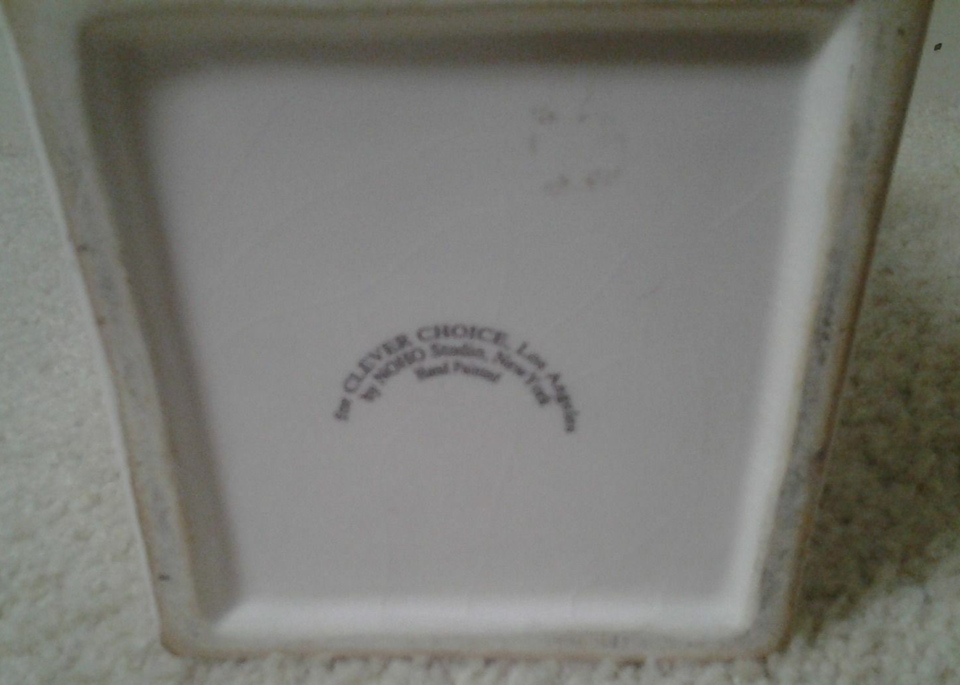 for CLEVER CHOICE, Los Angeles
by NOHO Studio, New York
Hand Painted